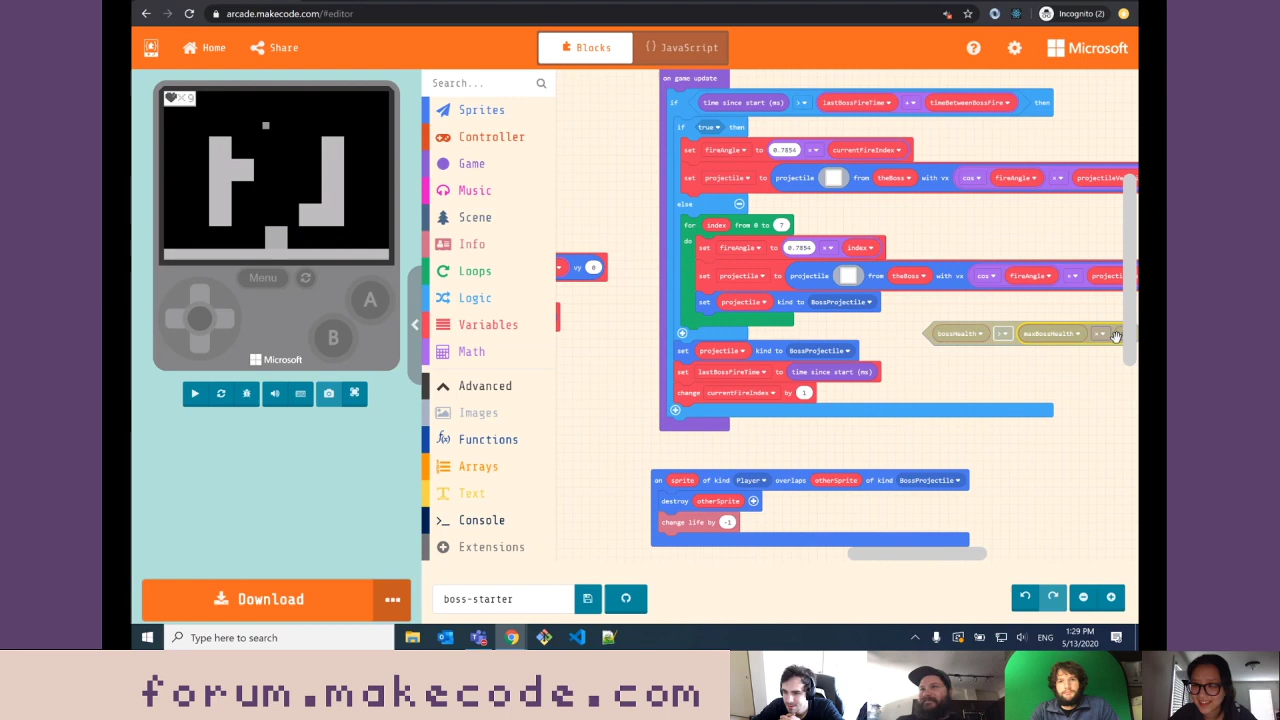 arcade.makecode.com/#editor
Incognito (2)
Home
Share
Blocks
{} JavaScript
Microsoft
×9
Menu
A
B
Microsoft
Search...
Sprites
Controller
Game
Music
Scene
Info
Loops
Logic
Variables
Math
Advanced
Images
Functions
Arrays
Text
Console
Extensions
on game update
if time since start (ms) > lastBossFireTime + timeBetweenBossFire then
if true then
set fireAngle to 0.7854 × currentFireIndex
set projectile to projectile from theBoss with vx cos fireAngle × projectileVe
else
for index from 0 to 7
do
set fireAngle to 0.7854 × index
vy 0
set projectile to projectile from theBoss with vx cos fireAngle × projecti
set projectile kind to BossProjectile
bossHealth > maxBossHealth ×
set projectile kind to BossProjectile
set lastBossFireTime to time since start (ms)
change currentFireIndex by 1
on sprite of kind Player overlaps otherSprite of kind BossProjectile
destroy otherSprite
change life by -1
Download
boss-starter
Type here to search
ENG
1:29 PM
5/13/2020
forum.makecode.com